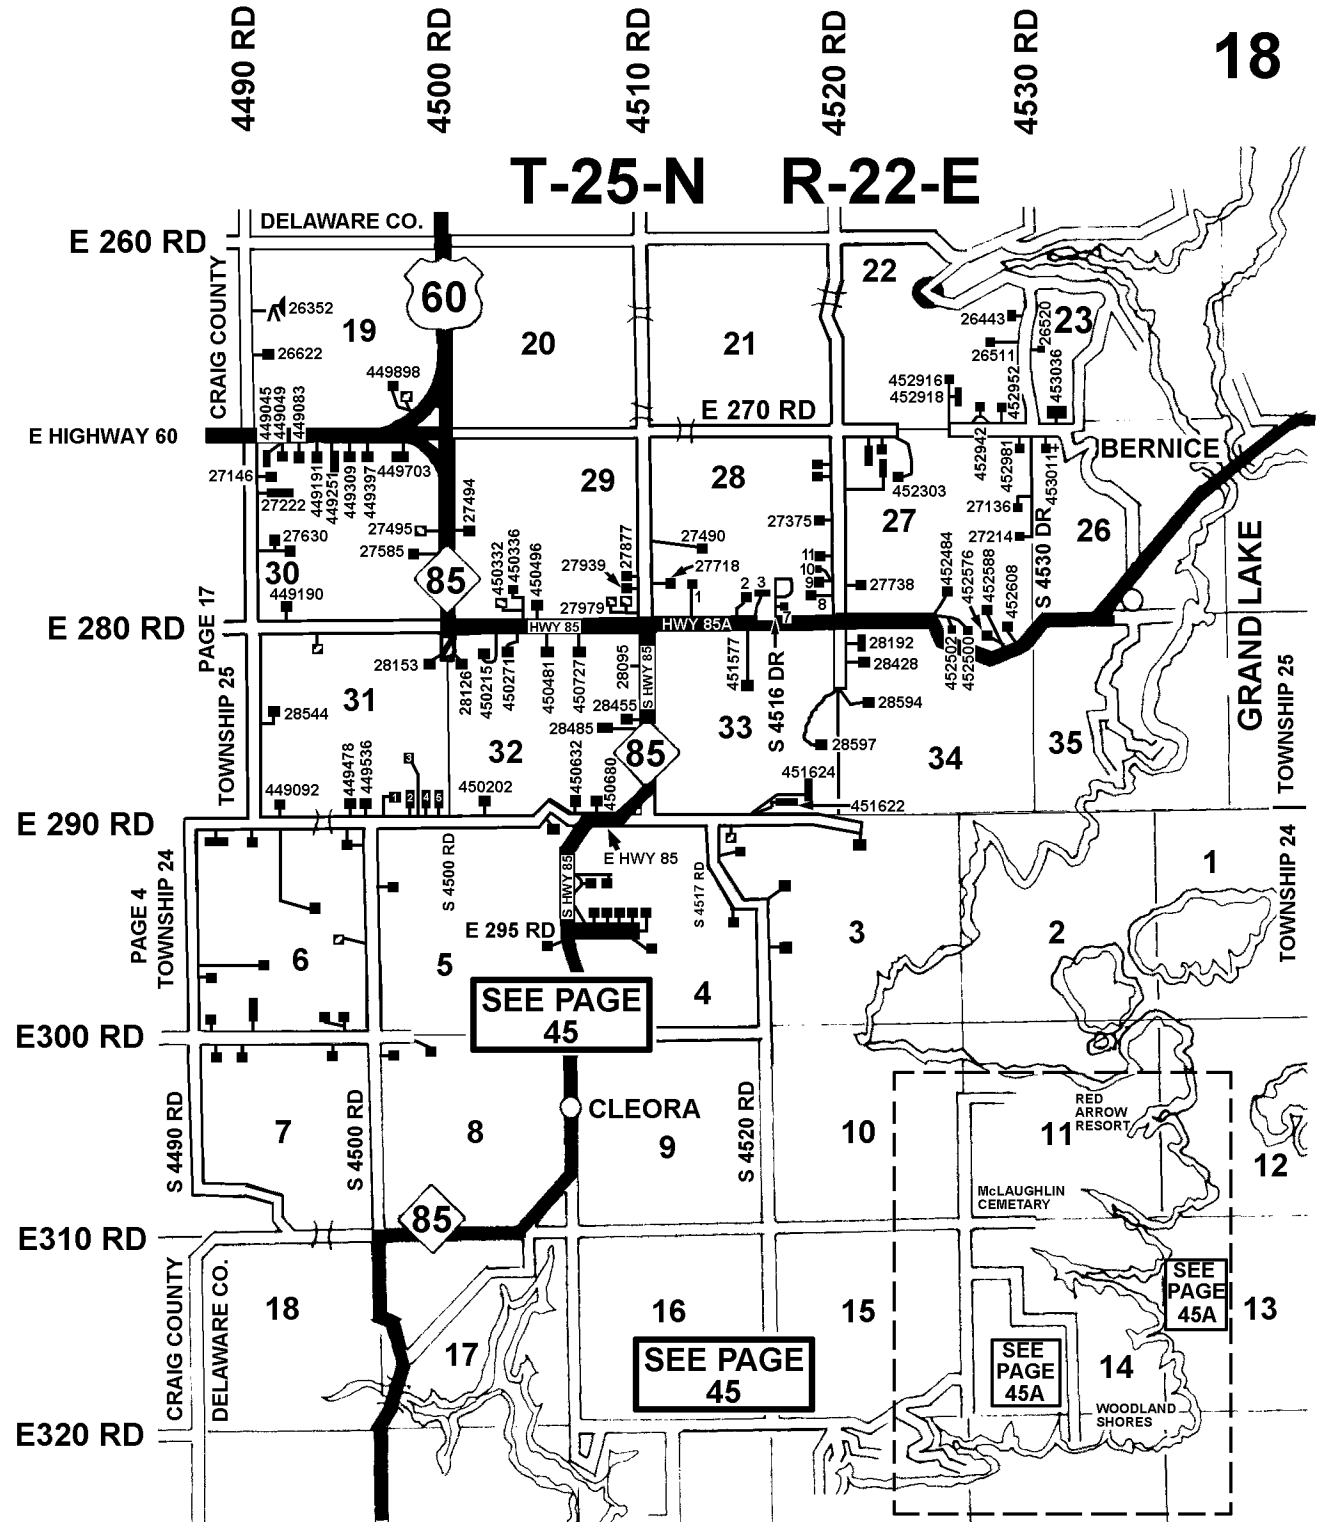 4490 RD
4500 RD
4510 RD
4520 RD
4530 RD
18
T-25-N R-22-E
DELAWARE CO.
E 260 RD
CRAIG COUNTY
60
22
26352
19
20
21
23
26443
26520
26511
26622
449898
452916
452918
452952
453036
449045
449049
449083
E 270 RD
E HIGHWAY 60
BERNICE
27146
27222
449191
449251
449309
449397
449703
29
28
452303
452942
452981
453011
27494
27495
27585
27136
27214
27375
27
26
27630
30
449190
85
450332
450336
450496
27939
27877
27979
27490
27718
1
2
3
7
11
10
9
8
27738
452484
452576
452588
452608
S 4530 DR
GRAND LAKE
PAGE 17
E 280 RD
HWY 85
HWY 85A
28153
28126
450215
450271
450481
450727
28095
S HWY 85
451577
S 4516 DR
28192
28428
452502
452500
TOWNSHIP 25
31
28544
28455
28485
33
28594
28597
32
85
34
35
TOWNSHIP 25
449092
449478
449536
3
1
2
4
5
450202
450632
450680
451624
451622
E 290 RD
E HWY 85
S 4500 RD
S HWY 85
S 4517 RD
PAGE 4
TOWNSHIP 24
1
TOWNSHIP 24
E 295 RD
6
5
4
3
2
SEE PAGE
45
E300 RD
S 4490 RD
S 4500 RD
CLEORA
S 4520 RD
RED
ARROW
RESORT
7
8
9
10
11
12
McLAUGHLIN
CEMETARY
85
E310 RD
CRAIG COUNTY
DELAWARE CO.
18
17
16
15
SEE
PAGE
45A
13
SEE PAGE
45
SEE
PAGE
45A
14
WOODLAND
SHORES
E320 RD